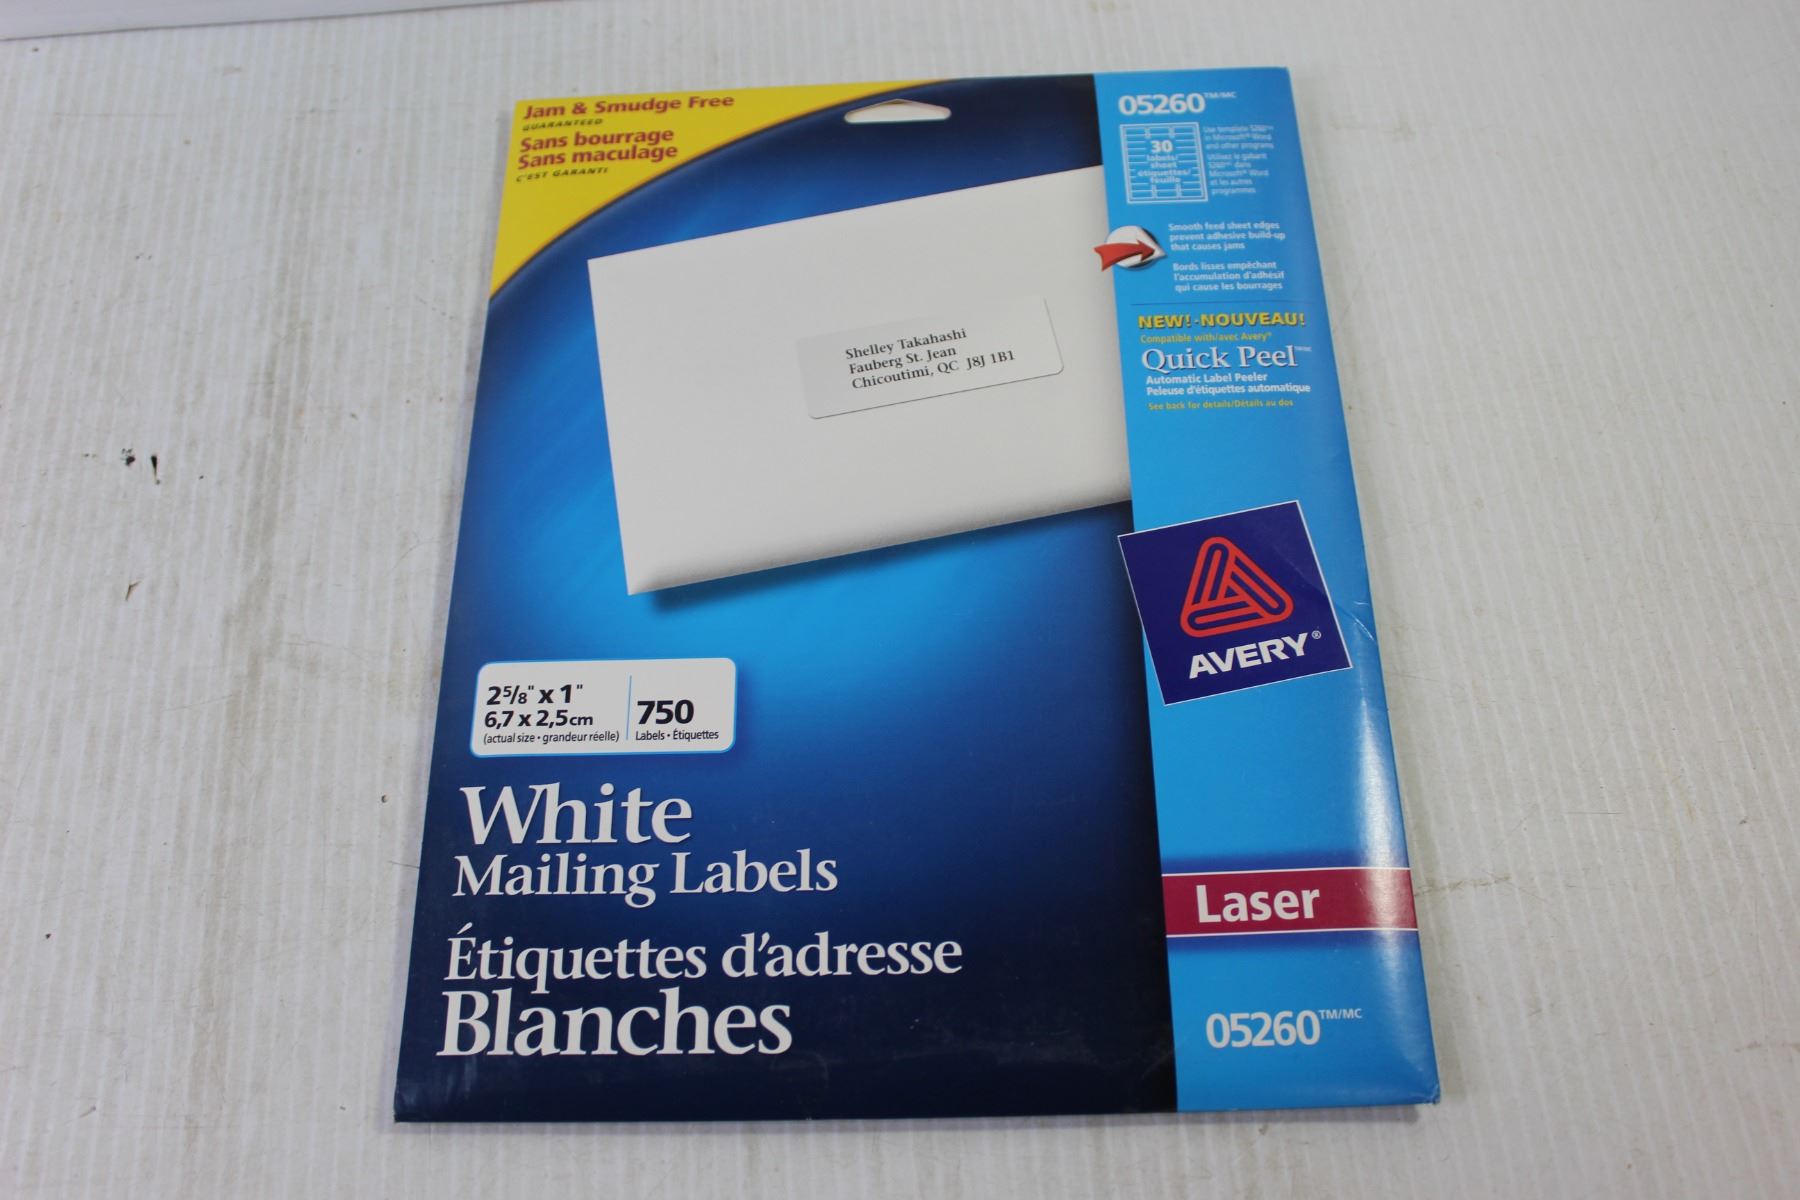 Jam & Smudge Free
GUARANTEED
Sans bourrage
Sans maculage
C'EST GARANTI
05260™/MC
30
labels/
sheet
étiquettes/
feuille
Use template 5260™
in Microsoft® Word
and other programs
Utilisez le gabarit
5260™ dans
Microsoft® Word
et les autres
programmes
Smooth feed sheet edges
prevent adhesive build-up
that causes jams
Bords lisses empêchant
l'accumulation d'adhésif
qui cause les bourrages
NEW! · NOUVEAU!
Compatible with/avec Avery®
Quick Peel™/MC
Automatic Label Peeler
Peleuse d'étiquettes automatique
See back for details/Détails au dos
Shelley Takahashi
Fauberg St. Jean
Chicoutimi, QC J8J 1B1
AVERY®
2 5/8" x 1"
6,7 x 2,5cm
(actual size • grandeur réelle)
750
Labels • Étiquettes
White
Mailing Labels
Étiquettes d'adresse
Blanches
Laser
05260™/MC